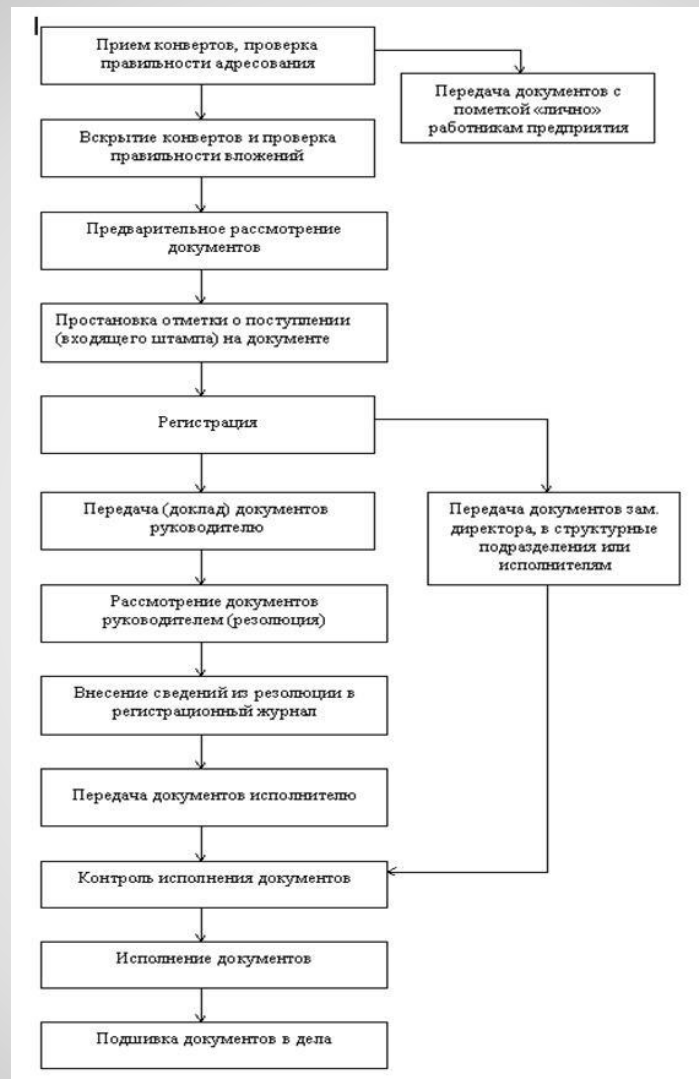 Прием конвертов, проверка
правильности адресования
Передача документов с
пометкой «лично»
работникам предприятия
Вскрытие конвертов и проверка
правильности вложений
Предварительное рассмотрение
документов
Простановка отметки о поступлении
(входящего штампа) на документе
Регистрация
Передача (доклад) документов
руководителю
Передача документов зам.
директора, в структурные
подразделения или
исполнителям
Рассмотрение документов
руководителем (резолюция)
Внесение сведений из резолюции в
регистрационный журнал
Передача документов исполнителю
Контроль исполнения документов
Исполнение документов
Подшивка документов в дела